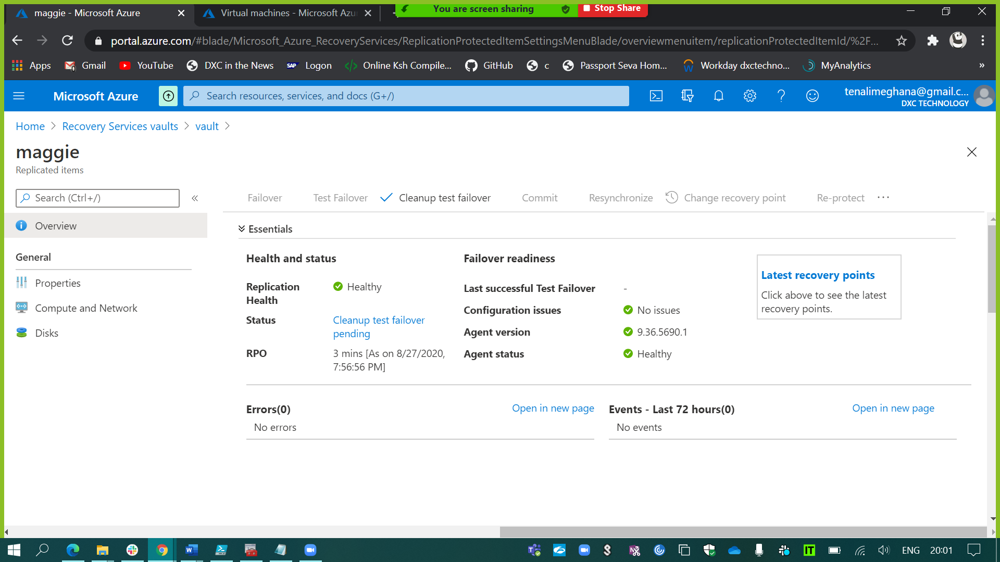 maggie - Microsoft Azure
Virtual machines - Microsoft Azu
You are screen sharing
Stop Share
portal.azure.com/#blade/Microsoft_Azure_RecoveryServices/ReplicationProtectedItemSettingsMenuBlade/overviewmenuitem/replicationProtectedItemId/%2F...
Apps
Gmail
YouTube
DXC in the News
SAP
Logon
Online Ksh Compile...
GitHub
c
Passport Seva Hom...
Workday dxctechno...
MyAnalytics
»
Microsoft Azure
Search resources, services, and docs (G+/)
tenalimeghana@gmail.c...
DXC TECHNOLOGY
Home > Recovery Services vaults > vault >
maggie
Replicated items
Search (Ctrl+/)
«
Failover
Test Failover
Cleanup test failover
Commit
Resynchronize
Change recovery point
Re-protect
...
Overview
General
Properties
Compute and Network
Disks
Essentials
Health and status
Replication
Health
Healthy
Status
Cleanup test failover
pending
RPO
3 mins [As on 8/27/2020,
7:56:56 PM]
Failover readiness
Last successful Test Failover
-
Configuration issues
No issues
Agent version
9.36.5690.1
Agent status
Healthy
Latest recovery points
Click above to see the latest
recovery points.
Errors(0)
Open in new page
No errors
Events - Last 72 hours(0)
Open in new page
No events
ENG
20:01